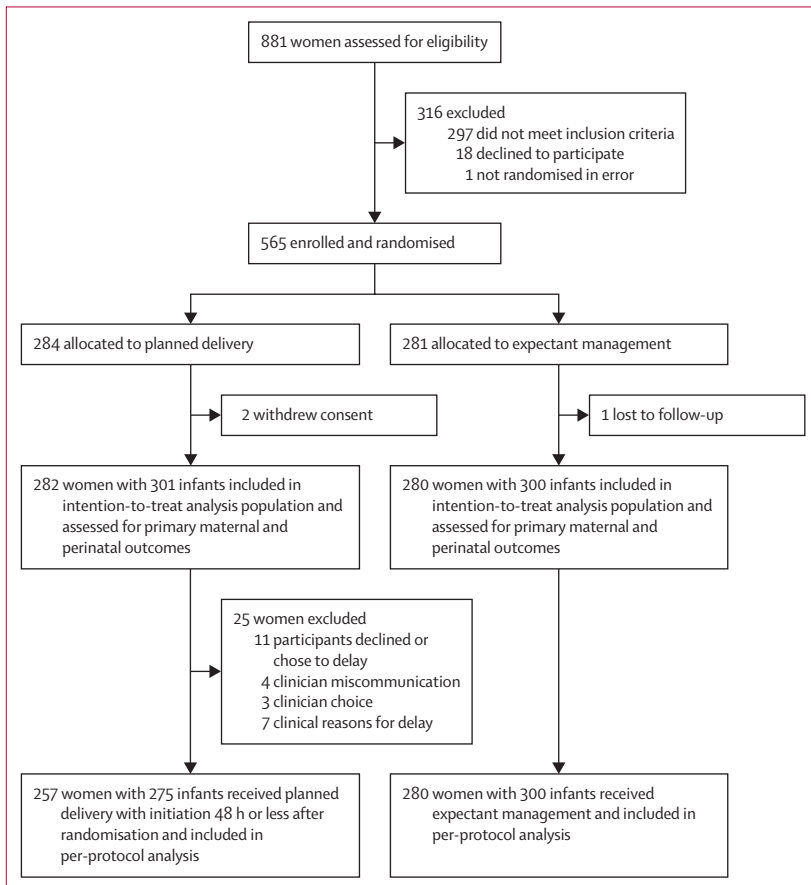 881 women assessed for eligibility
316 excluded
297 did not meet inclusion criteria
18 declined to participate
1 not randomised in error
565 enrolled and randomised
284 allocated to planned delivery
281 allocated to expectant management
2 withdrew consent
1 lost to follow-up
282 women with 301 infants included in
intention-to-treat analysis population and
assessed for primary maternal and
perinatal outcomes
280 women with 300 infants included in
intention-to-treat analysis population and
assessed for primary maternal and
perinatal outcomes
25 women excluded
11 participants declined or
chose to delay
4 clinician miscommunication
3 clinician choice
7 clinical reasons for delay
257 women with 275 infants received planned
delivery with initiation 48 h or less after
randomisation and included in
per-protocol analysis
280 women with 300 infants received
expectant management and included in
per-protocol analysis